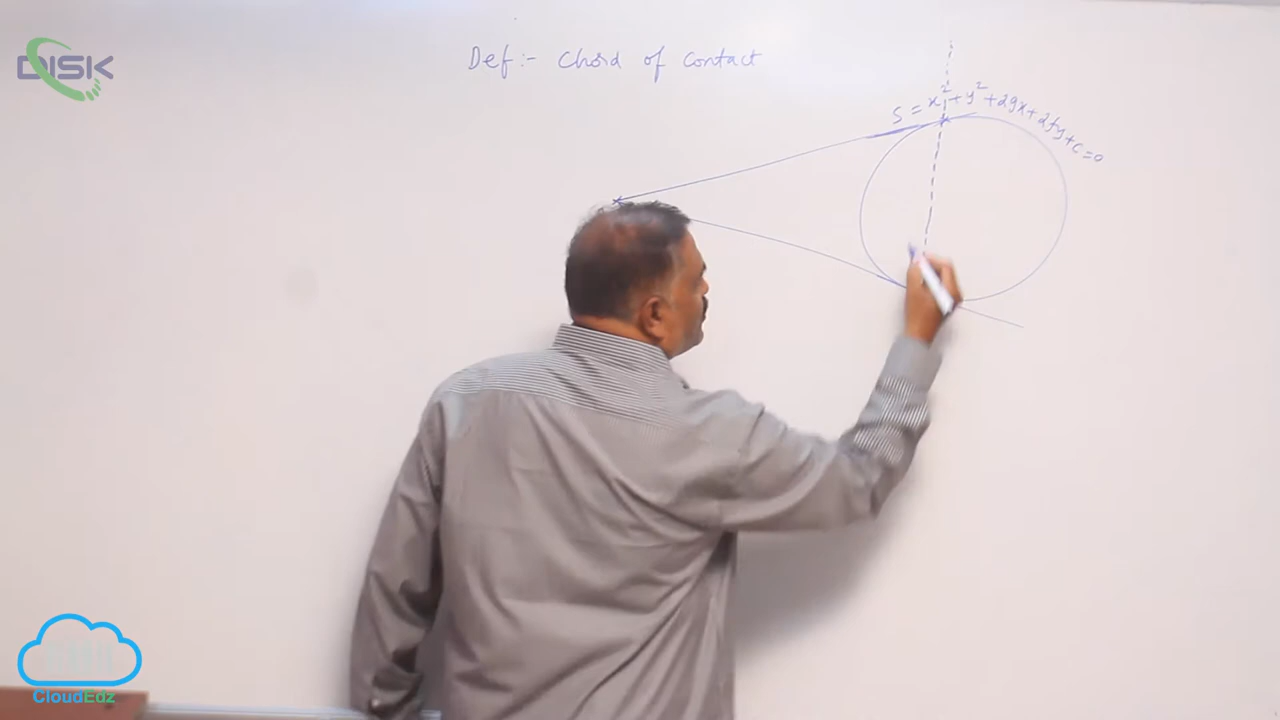 DISK
Def:- Chord of contact
S = x² + y² + 2gx + 2fy + c = 0
CloudEdz